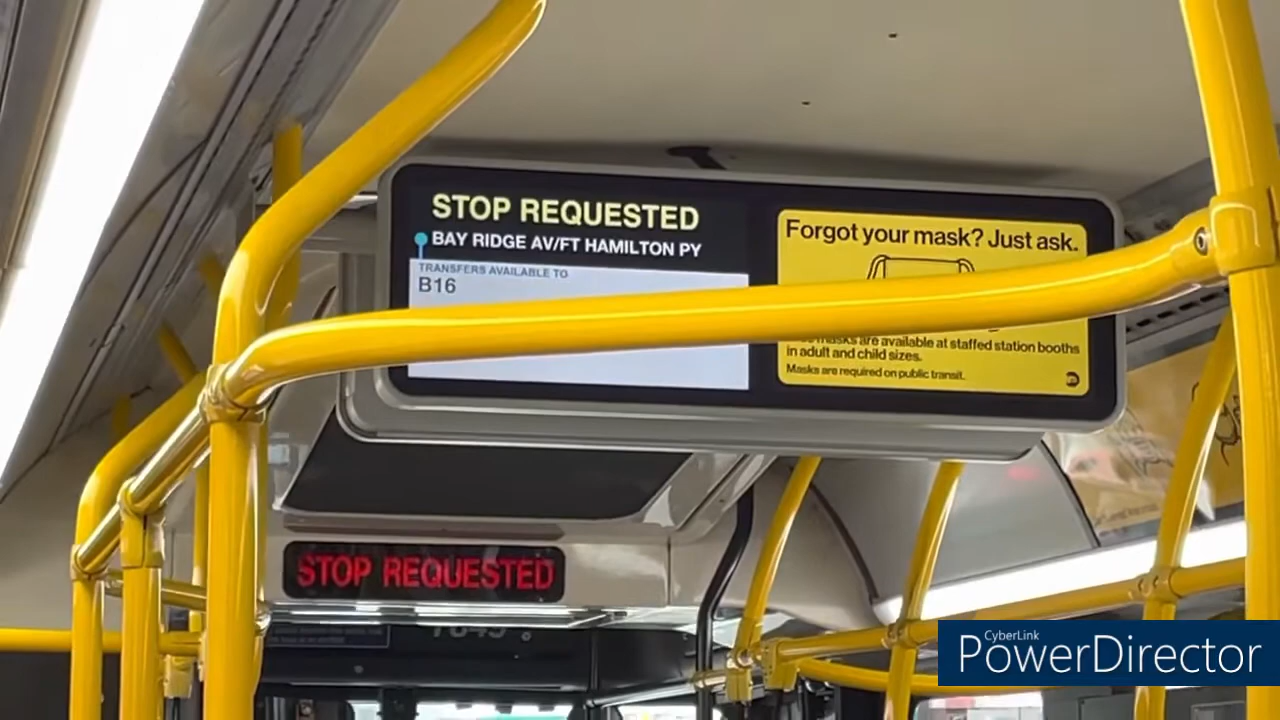 STOP REQUESTED
BAY RIDGE AV/FT HAMILTON PY
TRANSFERS AVAILABLE TO
B16
Forgot your mask? Just ask.
masks are available at staffed station booths
in adult and child sizes.
Masks are required on public transit.
STOP REQUESTED
CyberLink
PowerDirector